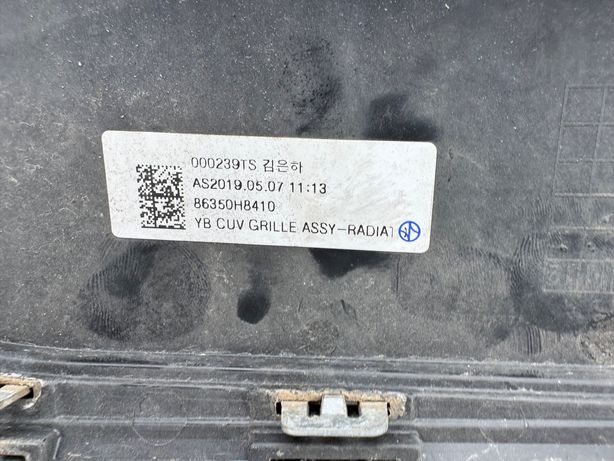 000239TS 김은하
AS2019.05.07 11:13
86350H8410
YB CUV GRILLE ASSY-RADIAT